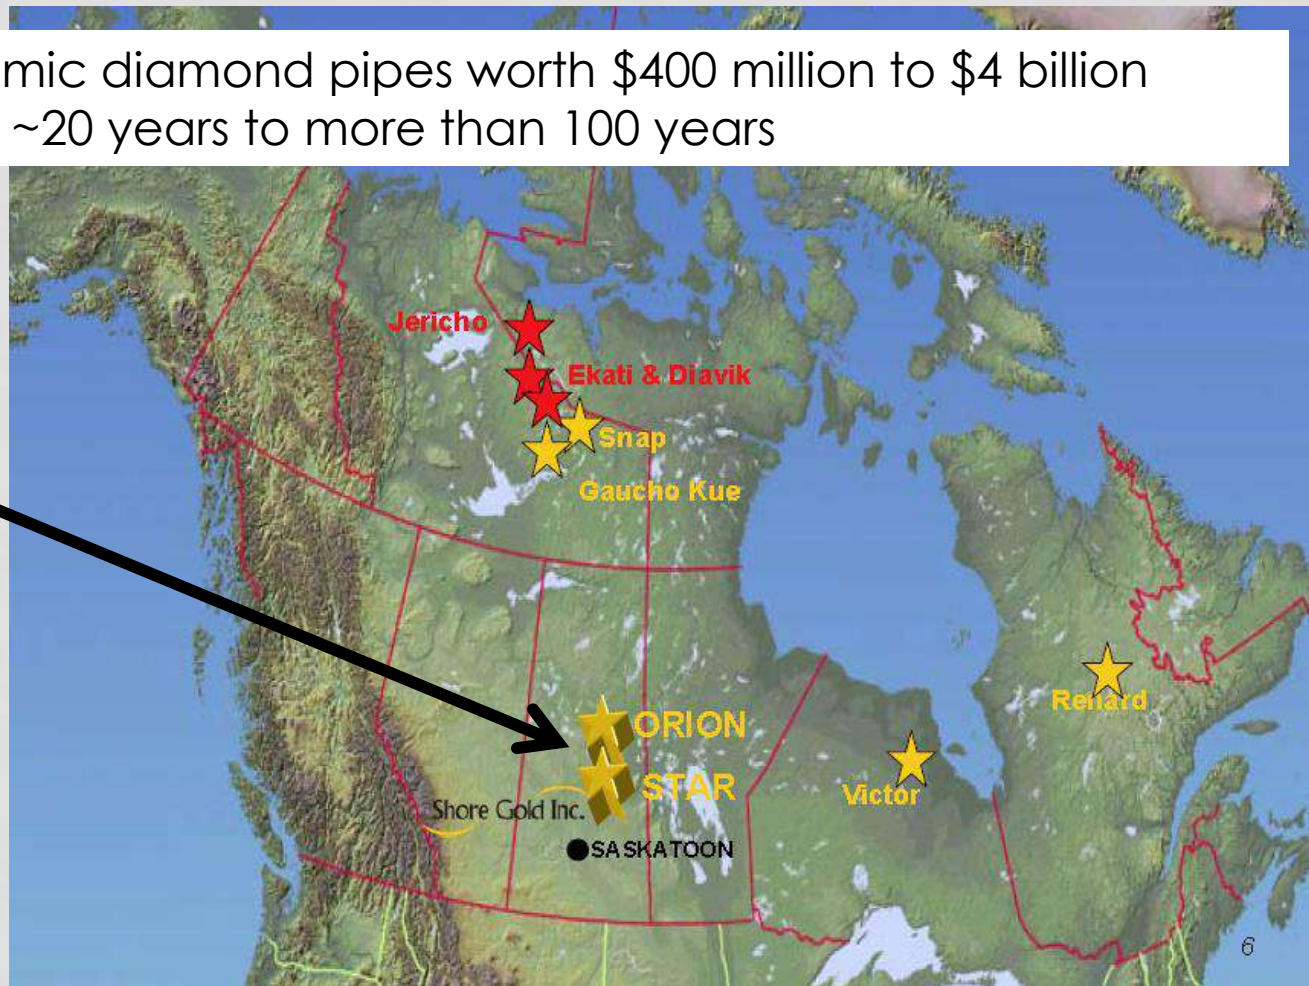 mic diamond pipes worth $400 million to $4 billion
~20 years to more than 100 years
Jericho
Ekati & Diavik
Snap
Gaucho Kue
ORION
Renard
STAR
Victor
Shore Gold Inc.
SASKATOON
6